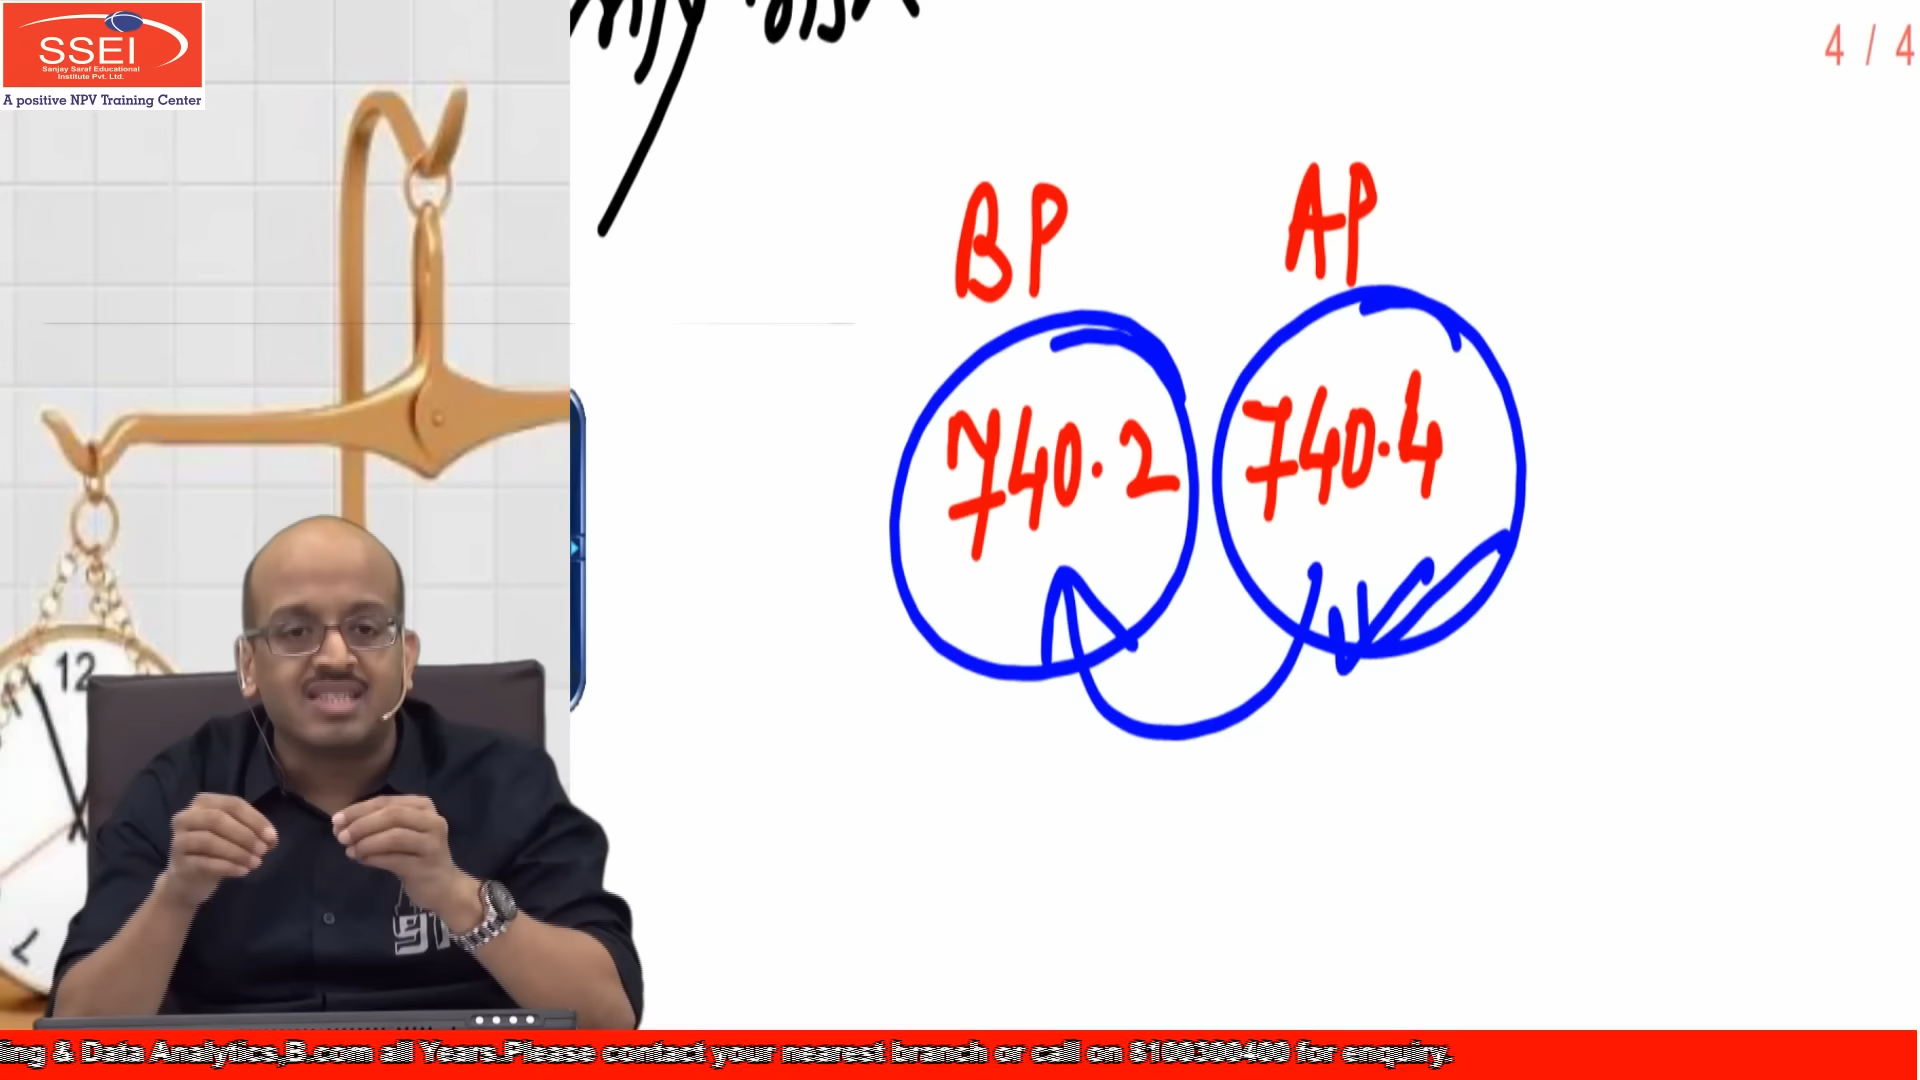 SSEI
Sanjay Saraf Educational
Institute Pvt. Ltd.
A positive NPV Training Center
4 / 4
BP AP
740.2 740.4
12
ling & Data Analytics,B.com all Years.Please contact your nearest branch or call on 8100300400 for enquiry.